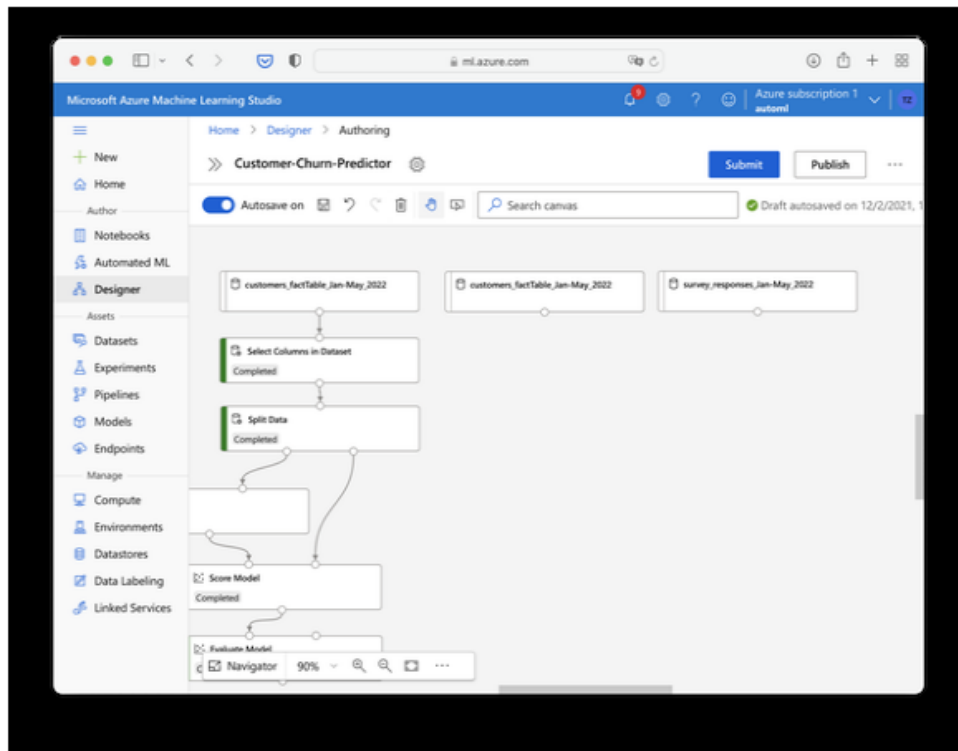 ml.azure.com
Microsoft Azure Machine Learning Studio
9
?
Azure subscription 1
automl
TZ
Home > Designer > Authoring
New
Customer-Churn-Predictor
Submit
Publish
Home
Author
Autosave on
Search canvas
Draft autosaved on 12/2/2021, 1
Notebooks
Automated ML
Designer
customers_factTable_Jan-May_2022
customers_factTable_Jan-May_2022
survey_responses_Jan-May_2022
Assets
Datasets
Select Columns in Dataset
Completed
Experiments
Pipelines
Models
Split Data
Completed
Endpoints
Manage
Compute
Environments
Datastores
Data Labeling
Score Model
Completed
Linked Services
Evaluate Model
C
Navigator
90%